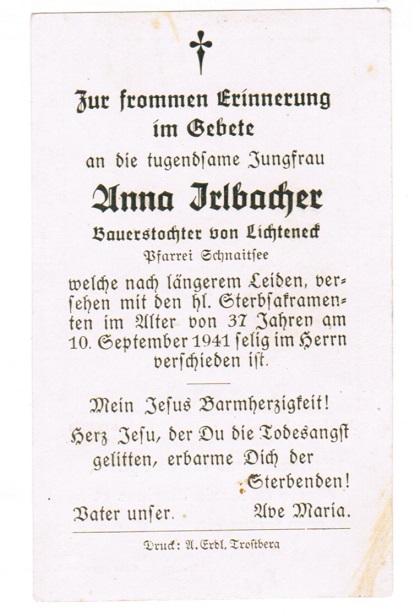 Zur frommen Erinnerung
im Gebete
an die tugendsame Jungfrau
Anna Irlbacher
Bauerstochter von Lichteneck
Pfarrei Schnaitsee
welche nach längerem Leiden, ver-
sehen mit den hl. Sterbsakramen-
ten im Alter von 37 Jahren am
10. September 1941 selig im Herrn
verschieden ist.
Mein Jesus Barmherzigkeit!
Herz Jesu, der Du die Todesangst
gelitten, erbarme Dich der
Sterbenden!
Vater unser. Ave Maria.
Druck: A. Erdl, Trostberg